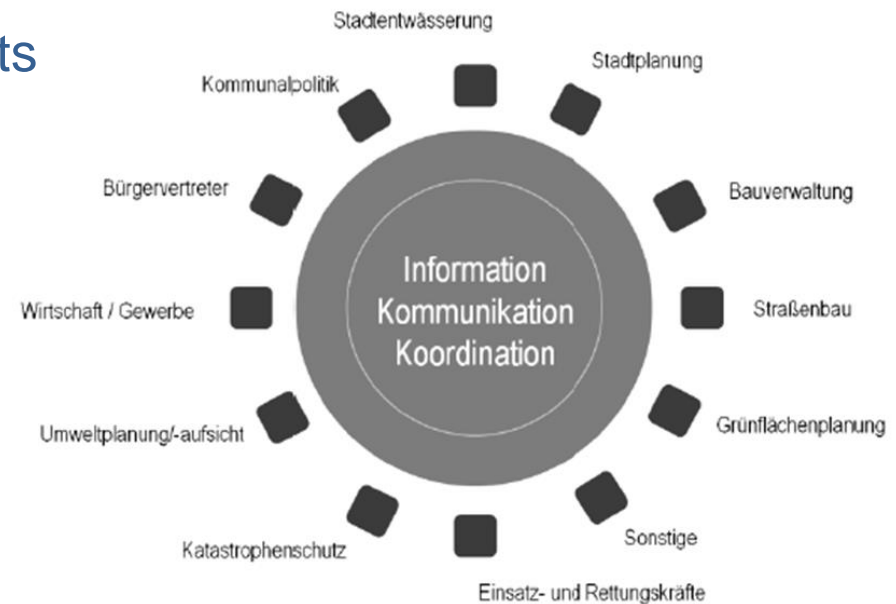 ts
Stadtentwässerung
Stadtplanung
Kommunalpolitik
Bürgervertreter
Bauverwaltung
Information
Kommunikation
Koordination
Wirtschaft / Gewerbe
Straßenbau
Umweltplanung/-aufsicht
Grünflächenplanung
Katastrophenschutz
Sonstige
Einsatz- und Rettungskräfte